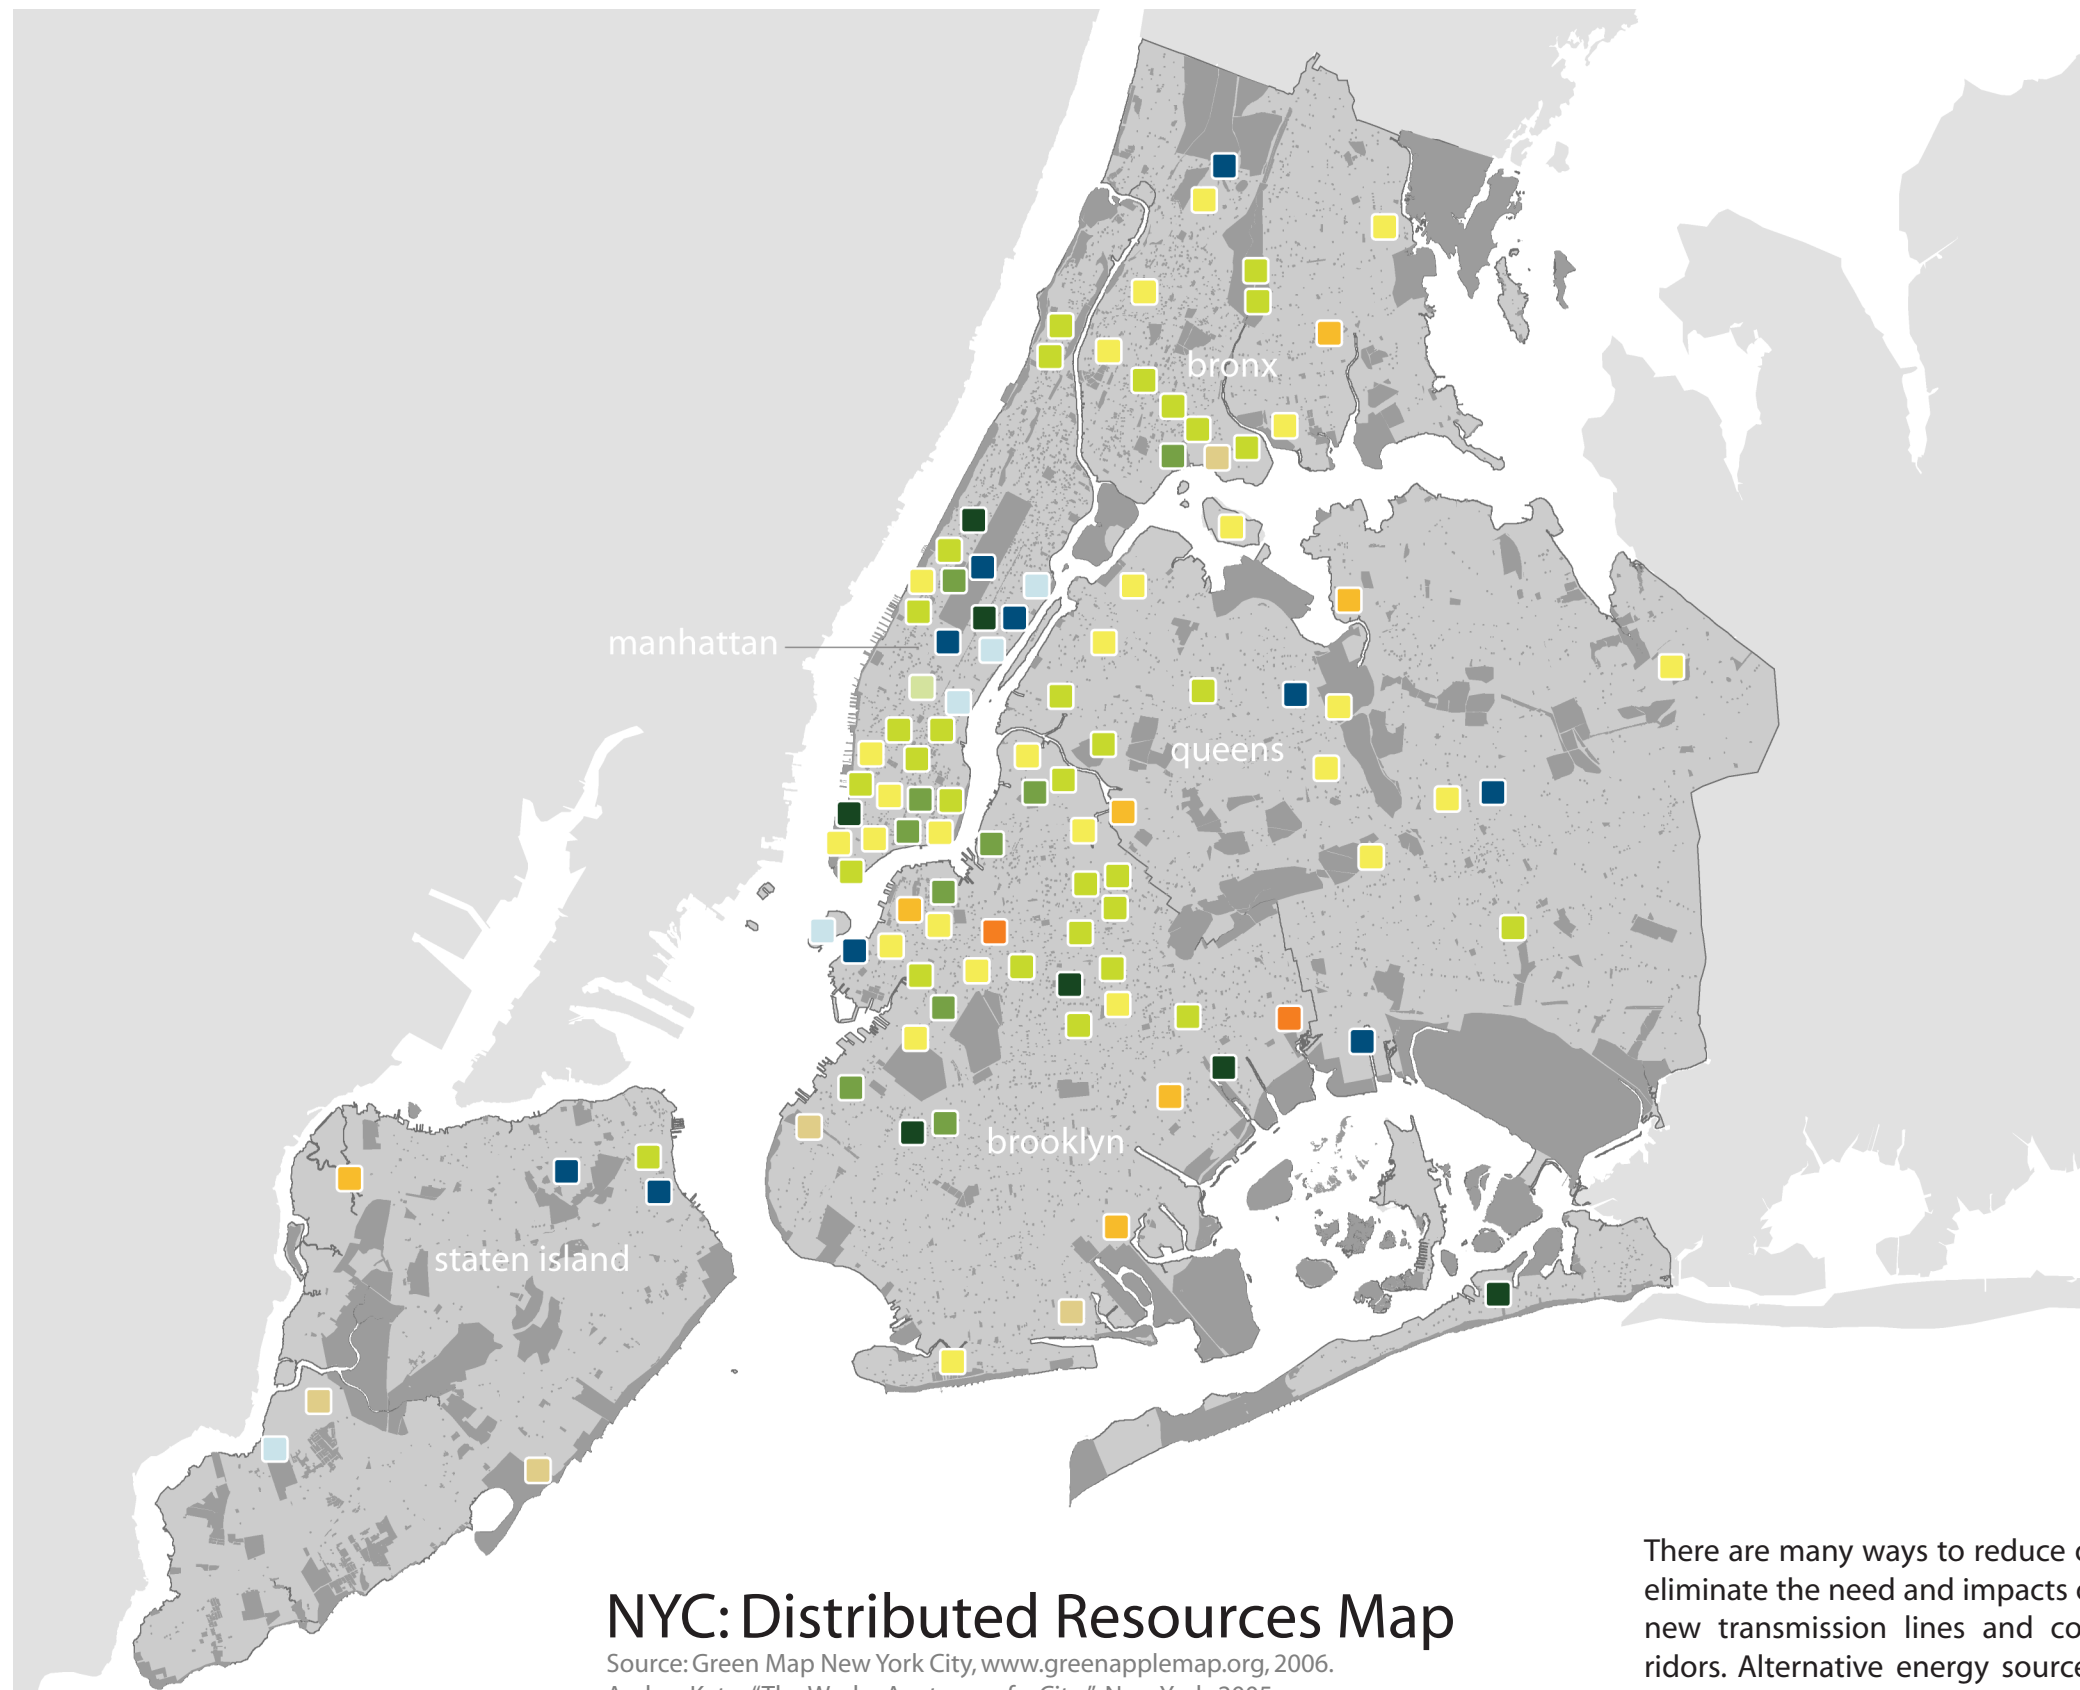 bronx
manhattan
queens
brooklyn
staten island
NYC: Distributed Resources Map
Source: Green Map New York City, www.greenapplemap.org, 2006.
There are many ways to reduce
eliminate the need and impacts
new transmission lines and
ridors. Alternative energy